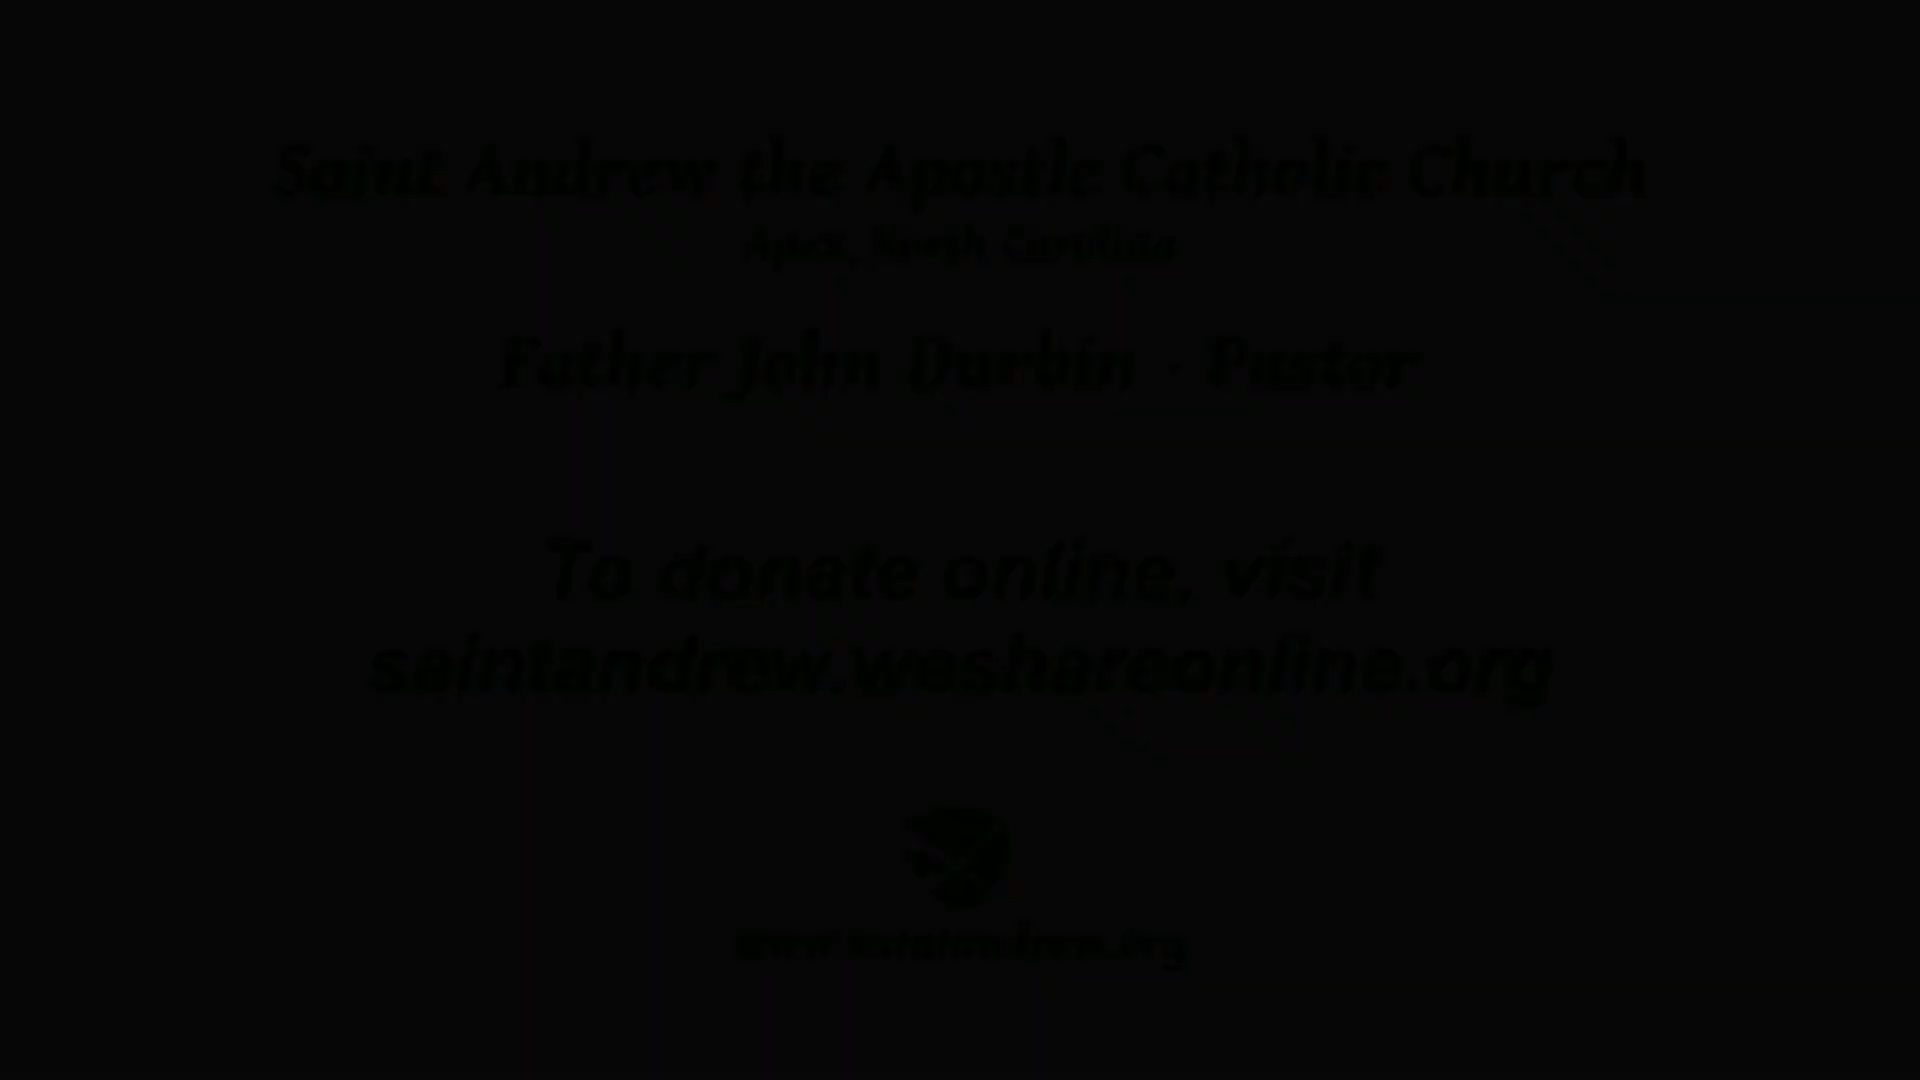 Saint Andrew the Apostle Catholic Church
Apex, North Carolina
Father John Durbin - Pastor
To donate online, visit
saintandrew.weshareonline.org
www.saintandrew.org